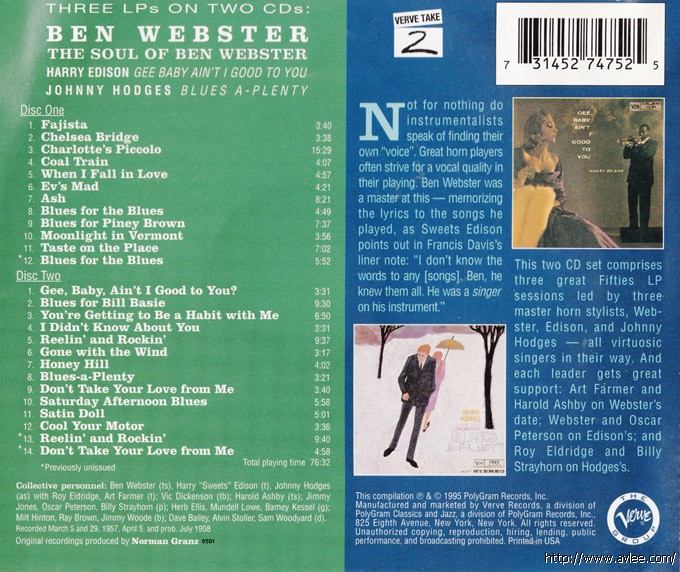 THREE LPs ON TWO CDs:
BEN WEBSTER
THE SOUL OF BEN WEBSTER
HARRY EDISON GEE BABY AIN'T I GOOD TO YOU
JOHNNY HODGES BLUES A-PLENTY
Disc One
1. Fajista 3:40
2. Chelsea Bridge 3:38
3. Charlotte's Piccolo 15:29
4. Coal Train 4:07
5. When I Fall in Love 4:57
6. Ev's Mad 4:21
7. Ash 8:21
8. Blues for the Blues 4:49
9. Blues for Piney Brown 7:37
10. Moonlight in Vermont 3:56
11. Taste on the Place 7:02
*12. Blues for the Blues 5:52
Disc Two
1. Gee, Baby, Ain't I Good to You? 3:31
2. Blues for Bill Basie 9:30
3. You're Getting to Be a Habit with Me 6:50
4. I Didn't Know About You 3:31
5. Reelin' and Rockin' 9:37
6. Gone with the Wind 3:17
7. Honey Hill 4:02
8. Blues-a-Plenty 3:21
9. Don't Take Your Love from Me 3:40
10. Saturday Afternoon Blues 5:58
11. Satin Doll 5:01
12. Cool Your Motor 3:36
*13. Reelin' and Rockin' 9:40
*14. Don't Take Your Love from Me 4:58
*Previously unissued
Total playing time 76:32
Collective personnel: Ben Webster (ts), Harry "Sweets" Edison (t), Johnny Hodges
(as) with Roy Eldridge, Art Farmer (t); Vic Dickenson (tb); Harold Ashby (ts); Jimmy
Jones, Oscar Peterson, Billy Strayhorn (p); Herb Ellis, Mundell Lowe, Barney Kessel (g);
Milt Hinton, Ray Brown, Jimmy Woode (b); Dave Bailey, Alvin Stoller, Sam Woodyard (d).
Recorded March 5 and 29, 1957, April 5, and prob. July 1958
Original recordings produced by Norman Granz 0501
VERVE TAKE
2
7 31452 74752 5
Not for nothing do
instrumentalists
speak of finding their
own "voice". Great horn players
often strive for a vocal quality in
their playing. Ben Webster
was a master at this — memorizing
the lyrics to the songs he
played, as Sweets Edison
points out in Francis Davis's
liner note: "I don't know the
words to any [songs]. Ben, he
knew them all. He was a singer
on his instrument."
GEE,
BABY,
AIN'T
I
GOOD
TO
YOU
HARRY EDISON
This two CD set comprises
three great Fifties LP
sessions led by three
master horn stylists, Web-
ster, Edison, and Johnny
Hodges — all virtuosic
singers in their way. And
each leader gets great
support: Art Farmer and
Harold Ashby on Webster's
date; Webster and Oscar
Peterson on Edison's; and
Roy Eldridge and Billy
Strayhorn on Hodges's.
JOHNNY
HODGES
BLUES
A-PLENTY
STEREO
This compilation ℗ & © 1995 PolyGram Records, Inc.
Manufactured and marketed by Verve Records, a division of
PolyGram Classics and Jazz, a division of PolyGram Records, Inc.
825 Eighth Avenue, New York, New York. All rights reserved.
Unauthorized copying, reproduction, hiring, lending, public
performance, and broadcasting prohibited. Printed in USA
THE
Verve
GROUP
http://www.avlee.com/